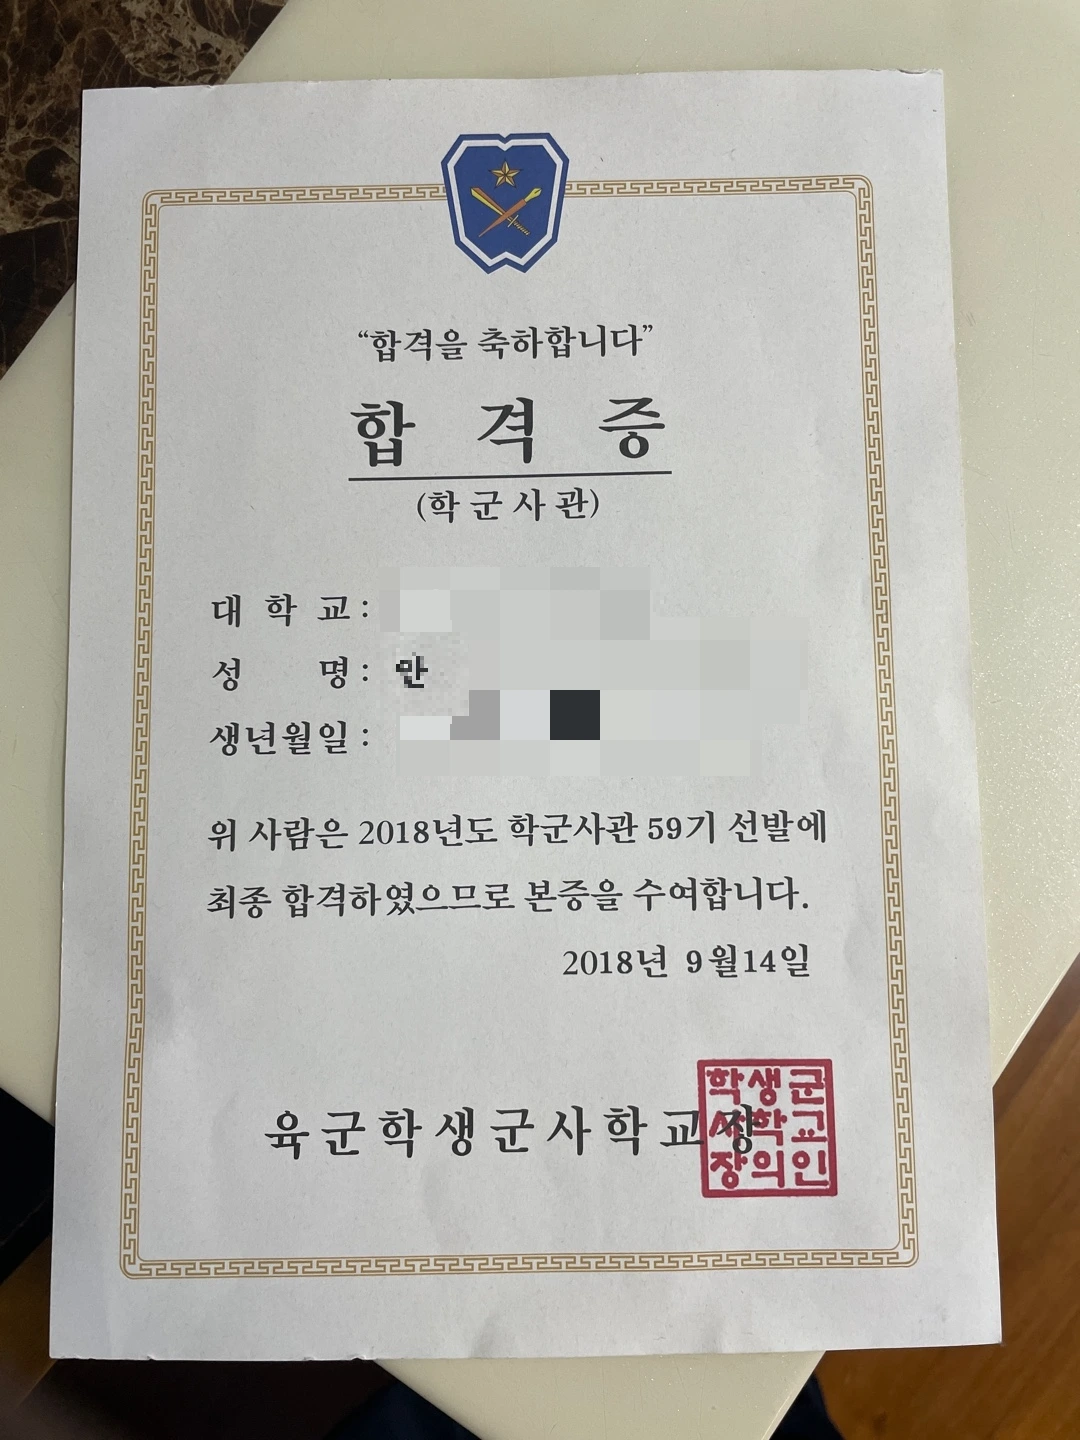 “합격을 축하합니다”
합 격 증
(학 군 사 관)
대 학 교 :
성 명 :
생년월일 :
위 사람은 2018년도 학군사관 59기 선발에
최종 합격하였으므로 본증을 수여합니다.
2018년 9월14일
육군학생군사학교장
학생군
사학교
장의인